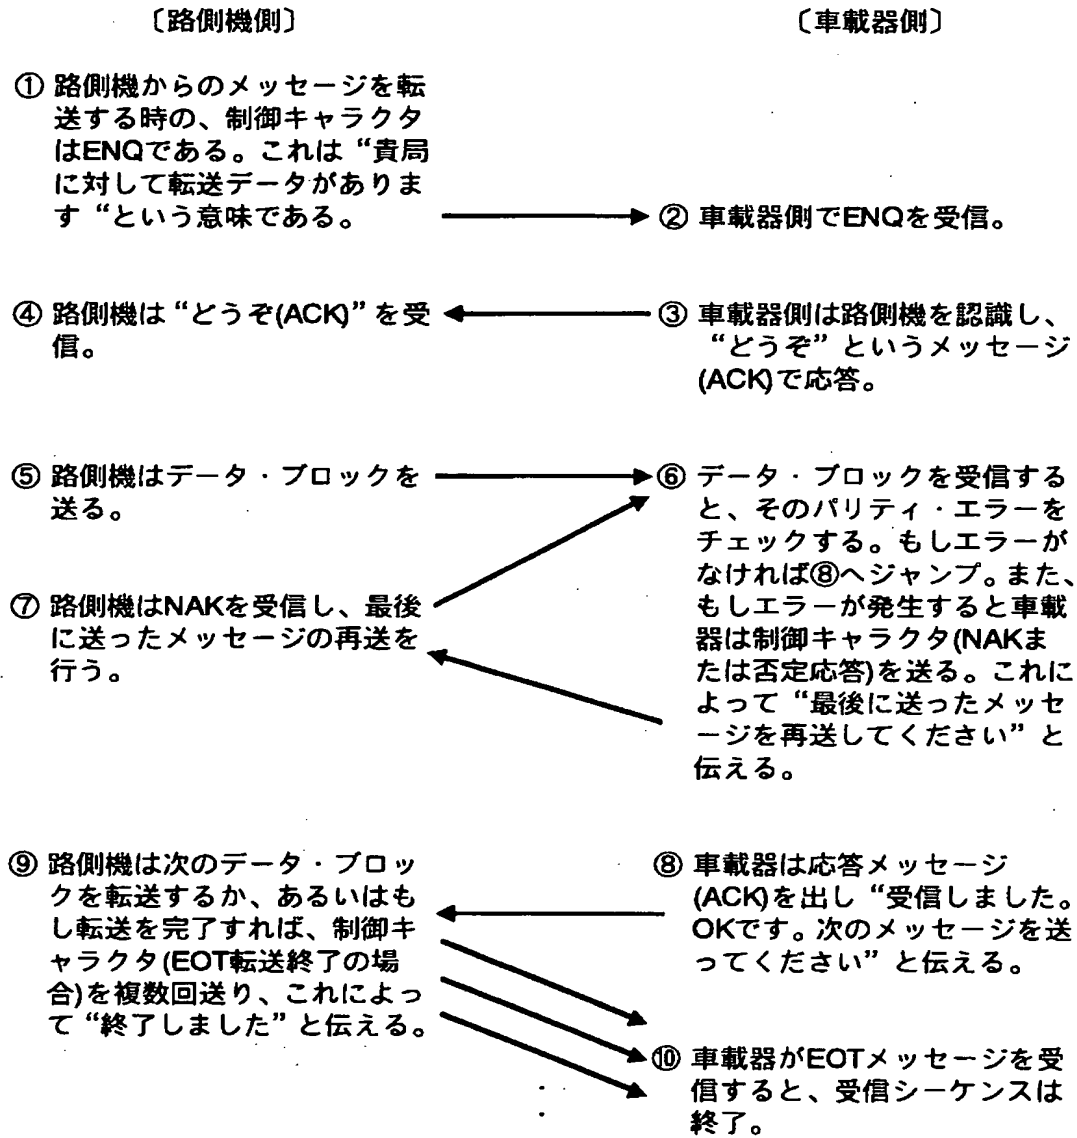 〔路側機側〕
〔車載器側〕
① 路側機からのメッセージを転
送する時の、制御キャラクタ
はENQである。これは“貴局
に対して転送データがありま
す“という意味である。
② 車載器側でENQを受信。
④ 路側機は“どうぞ(ACK)”を受
信。
③ 車載器側は路側機を認識し、
“どうぞ”というメッセージ
(ACK)で応答。
⑤ 路側機はデータ・ブロックを
送る。
⑥ データ・ブロックを受信する
と、そのパリティ・エラーを
チェックする。もしエラーが
なければ⑧へジャンプ。また、
もしエラーが発生すると車載
器は制御キャラクタ(NAKま
たは否定応答)を送る。これに
よって“最後に送ったメッセ
ージを再送してください”と
伝える。
⑦ 路側機はNAKを受信し、最後
に送ったメッセージの再送を
行う。
⑨ 路側機は次のデータ・ブロッ
クを転送するか、あるいはも
し転送を完了すれば、制御キ
ャラクタ(EOT転送終了の場
合)を複数回送り、これによっ
て“終了しました”と伝える。
⑧ 車載器は応答メッセージ
(ACK)を出し“受信しました。
OKです。次のメッセージを送
ってください”と伝える。
⑩ 車載器がEOTメッセージを受
信すると、受信シーケンスは
終了。